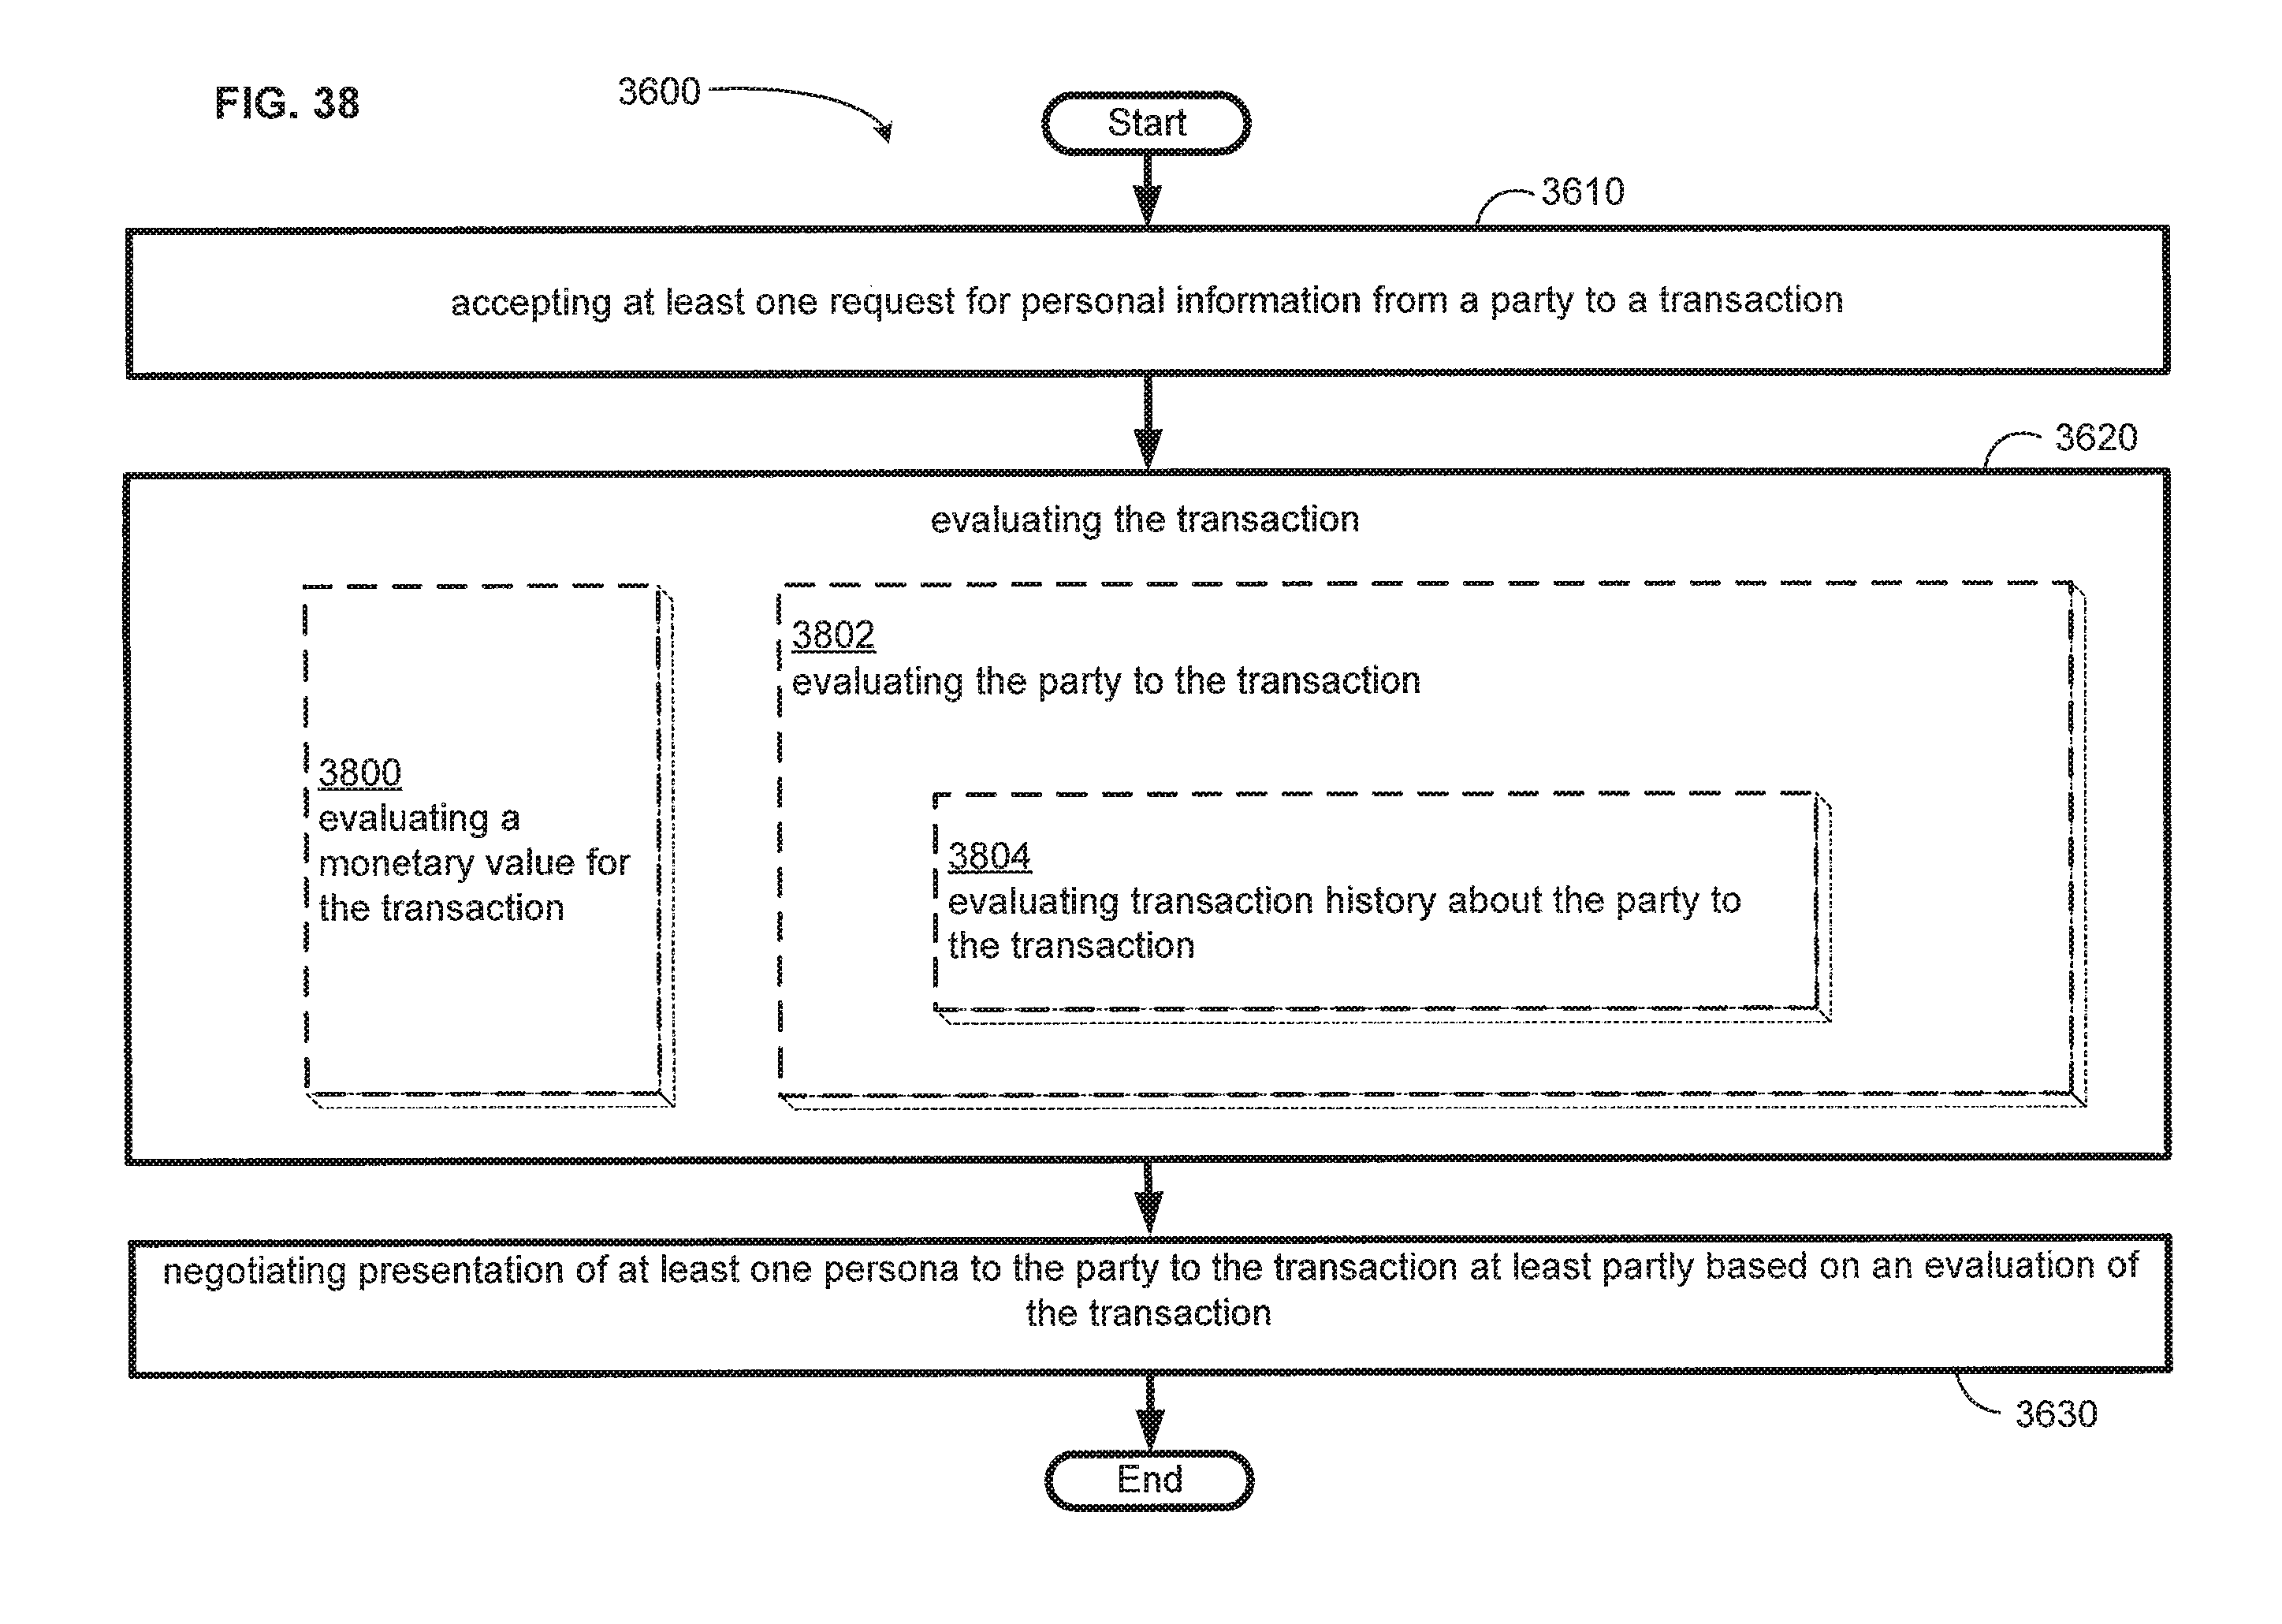 FIG. 38
3600
Start
3610
accepting at least one request for personal information from a party to a transaction
3620
evaluating the transaction
3800
evaluating a
monetary value for
the transaction
3802
evaluating the party to the transaction
3804
evaluating transaction history about the party to
the transaction
negotiating presentation of at least one persona to the party to the transaction at least partly based on an evaluation of
the transaction
3630
End